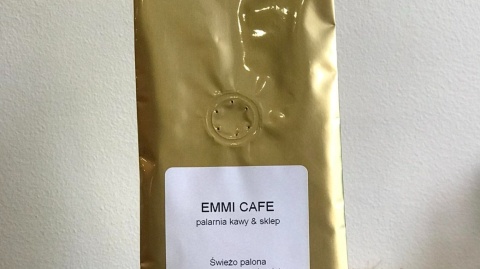 EMMI CAFE
palarnia kawy & sklep
Świeżo palona